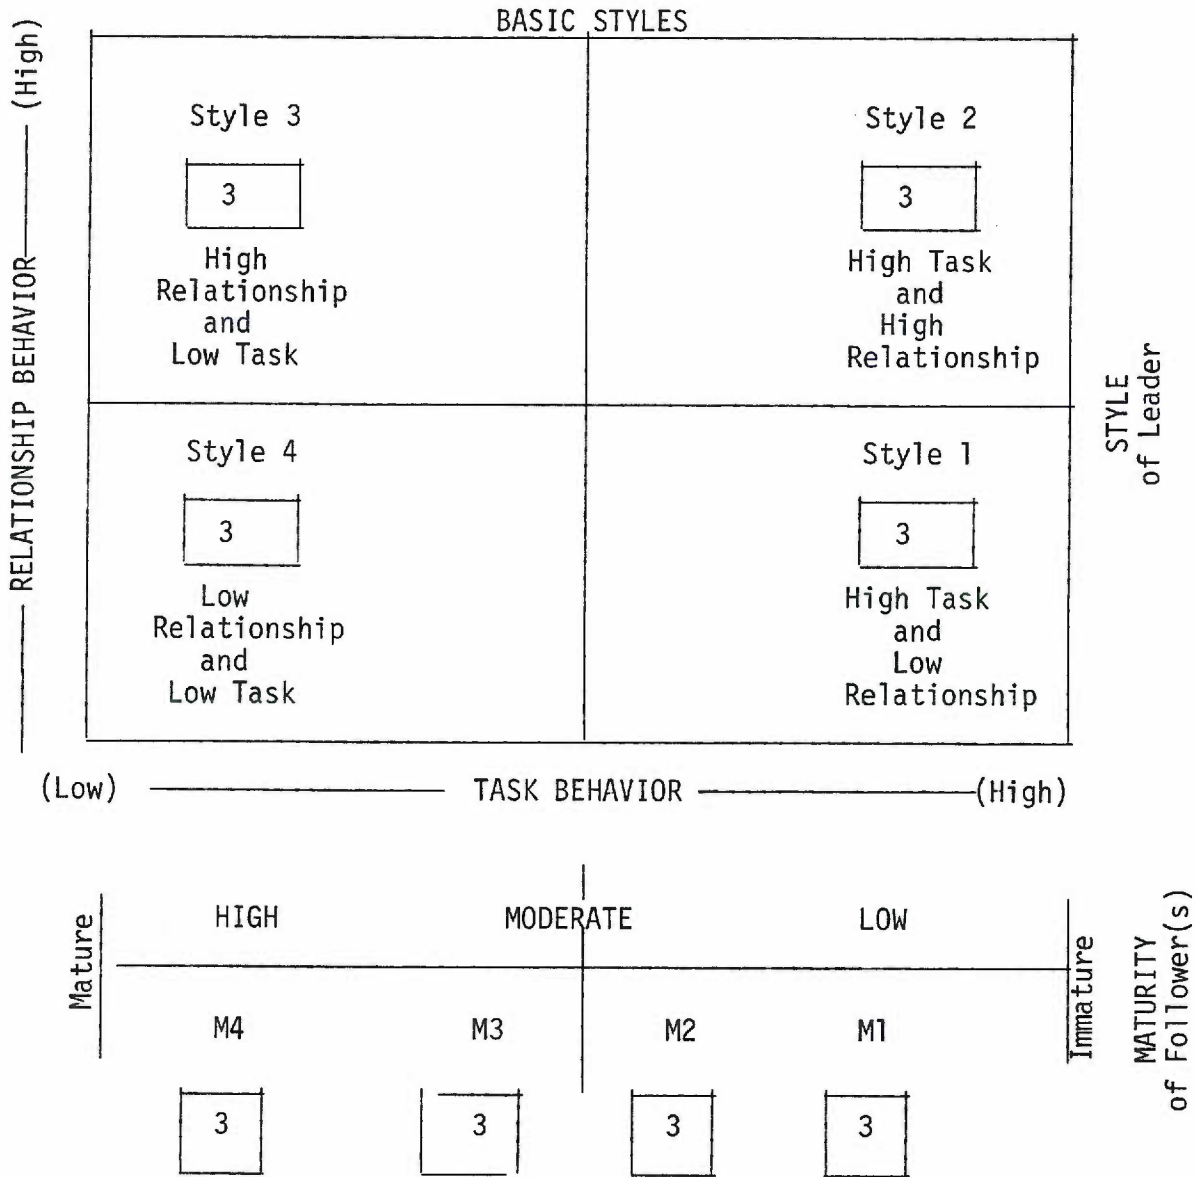 BASIC STYLES
(High)
RELATIONSHIP BEHAVIOR
Style 3
3
High
Relationship
and
Low Task
Style 2
3
High Task
and
High
Relationship
Style 4
3
Low
Relationship
and
Low Task
Style 1
3
High Task
and
Low
Relationship
STYLE
of Leader
(Low)
TASK BEHAVIOR
(High)
Mature
HIGH
MODERATE
LOW
Immature
M4
M3
M2
M1
3
3
3
3
MATURITY
of Follower(s)